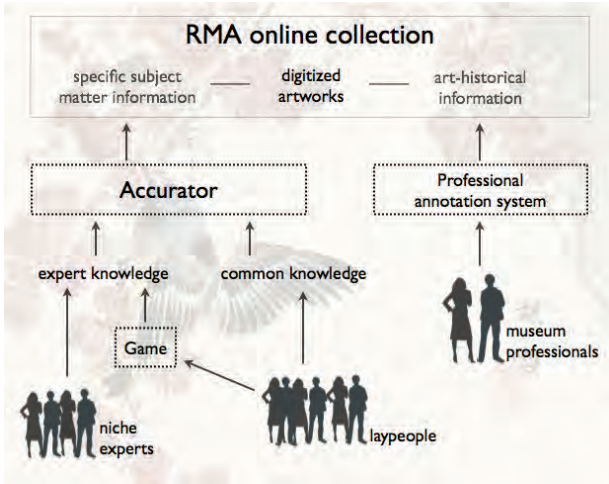 RMA online collection
specific subject
matter information
digitized
artworks
art-historical
information
Accurator
Professional
annotation system
expert knowledge
common knowledge
Game
museum
professionals
niche
experts
laypeople